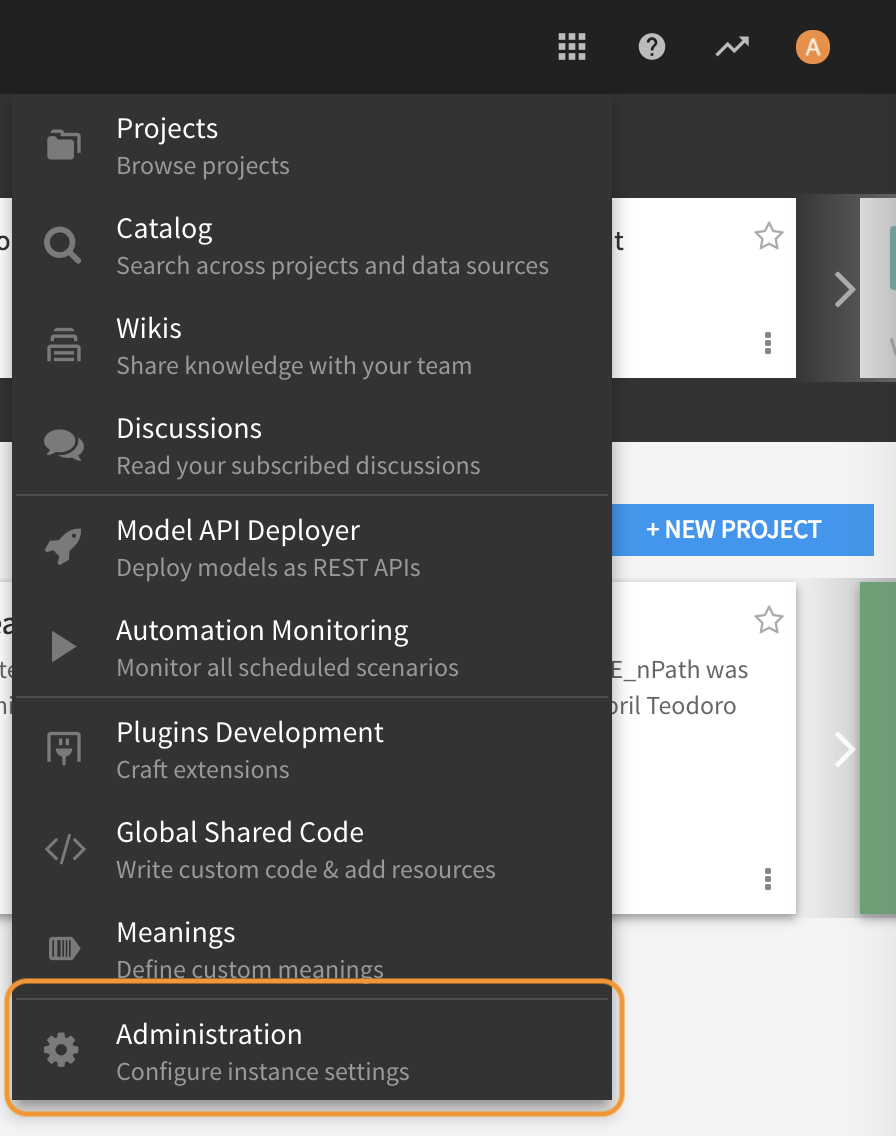 A
Projects
Browse projects
Catalog
Search across projects and data sources
Wikis
Share knowledge with your team
Discussions
Read your subscribed discussions
+ NEW PROJECT
Model API Deployer
Deploy models as REST APIs
Automation Monitoring
Monitor all scheduled scenarios
E_nPath was
pril Teodoro
Plugins Development
Craft extensions
Global Shared Code
Write custom code & add resources
Meanings
Define custom meanings
Administration
Configure instance settings